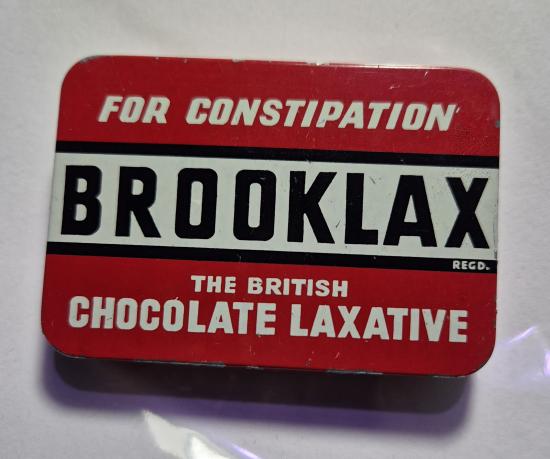 FOR CONSTIPATION
BROOKLAX
REGD.
THE BRITISH
CHOCOLATE LAXATIVE